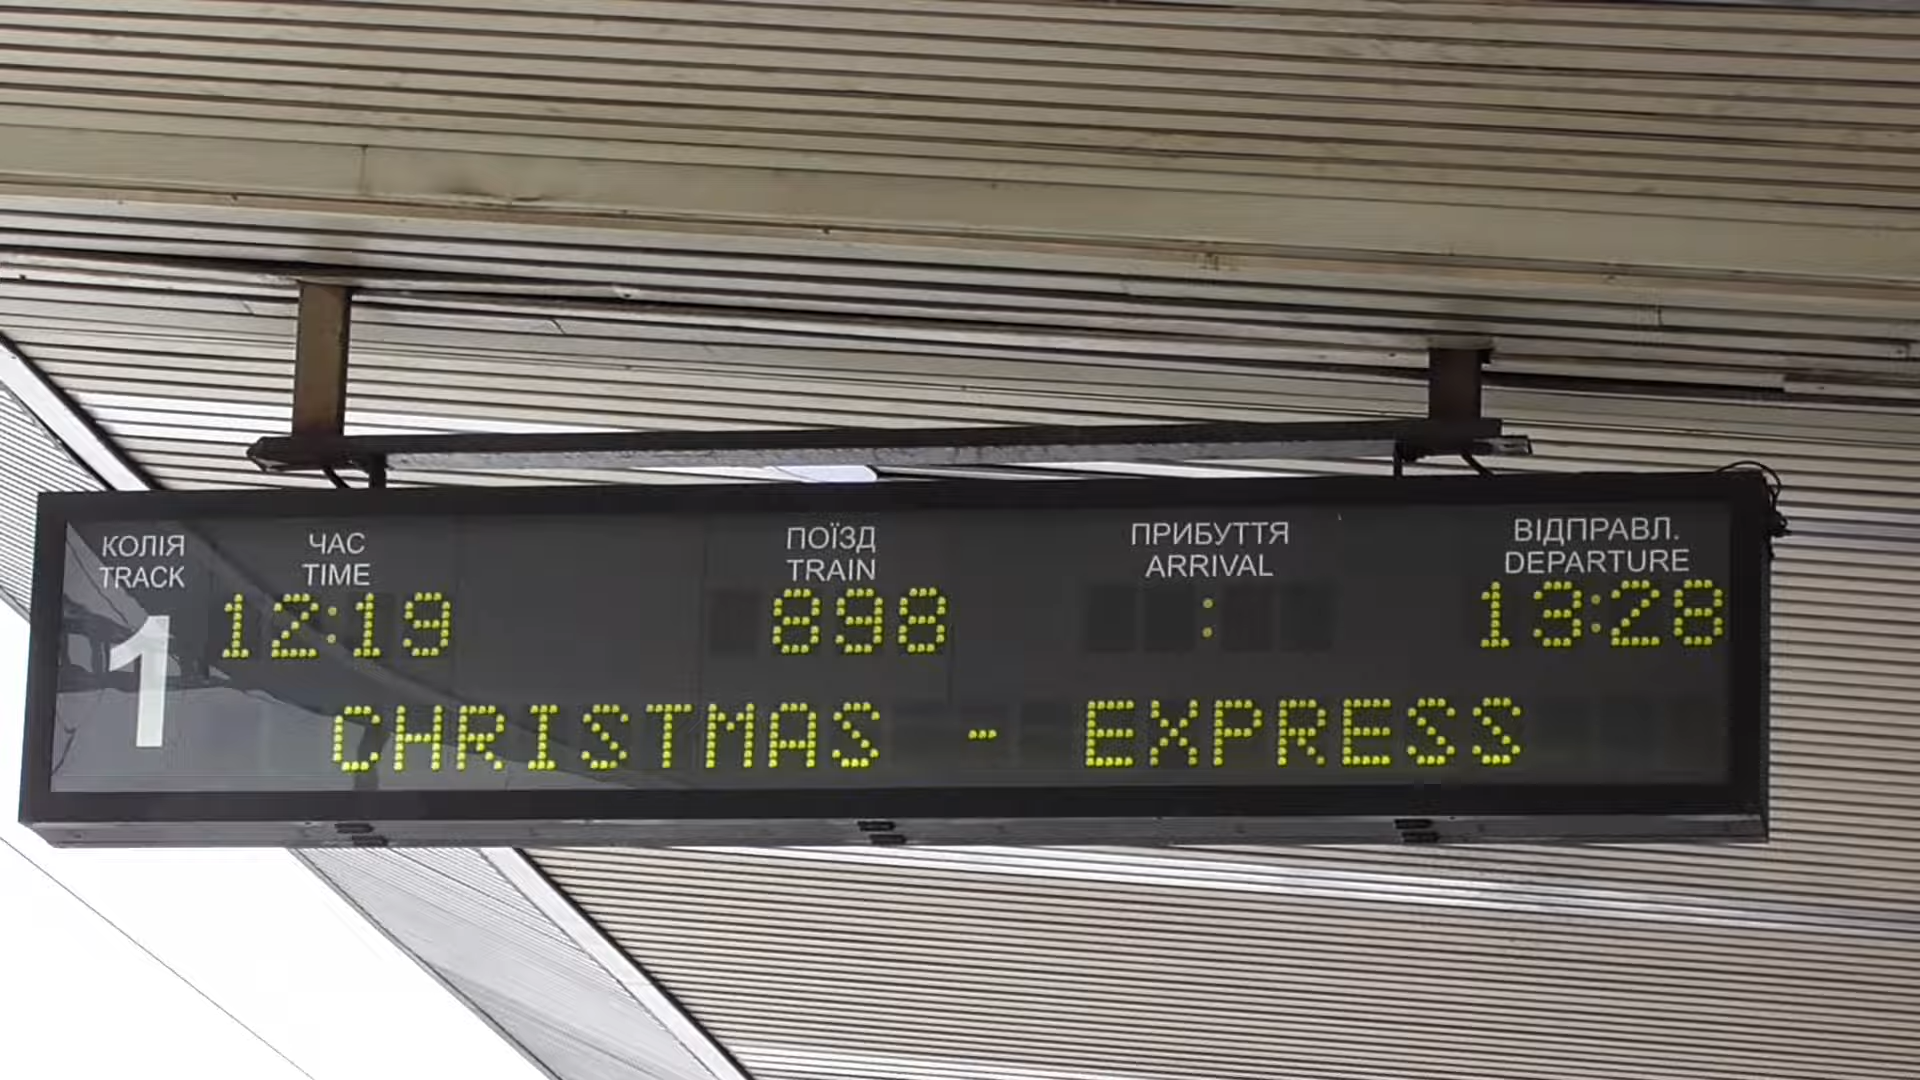 КОЛІЯ ЧАС ПОЇЗД ПРИБУТТЯ ВІДПРАВЛ.
TRACK TIME TRAIN ARRIVAL DEPARTURE
1 12:19 898 : 13:28
CHRISTMAS - EXPRESS